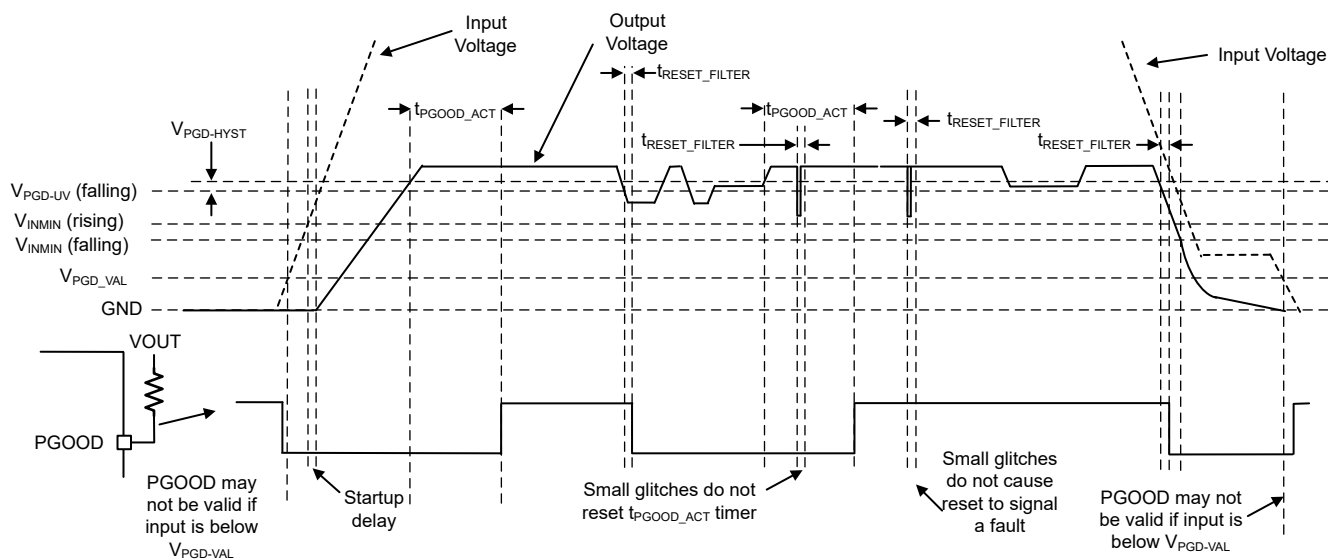 Input
Voltage
Output
Voltage
Input Voltage
tRESET_FILTER
tPGOOD_ACT
tPGOOD_ACT
tRESET_FILTER
tRESET_FILTER
tRESET_FILTER
VPGD-HYST
VPGD-UV (falling)
VINMIN (rising)
VINMIN (falling)
VPGD_VAL
GND
VOUT
PGOOD
PGOOD may
not be valid if
input is below
VPGD-VAL
Startup
delay
Small glitches do not
reset tPGOOD_ACT timer
Small glitches
do not cause
reset to signal
a fault
PGOOD may not
be valid if input is
below VPGD-VAL